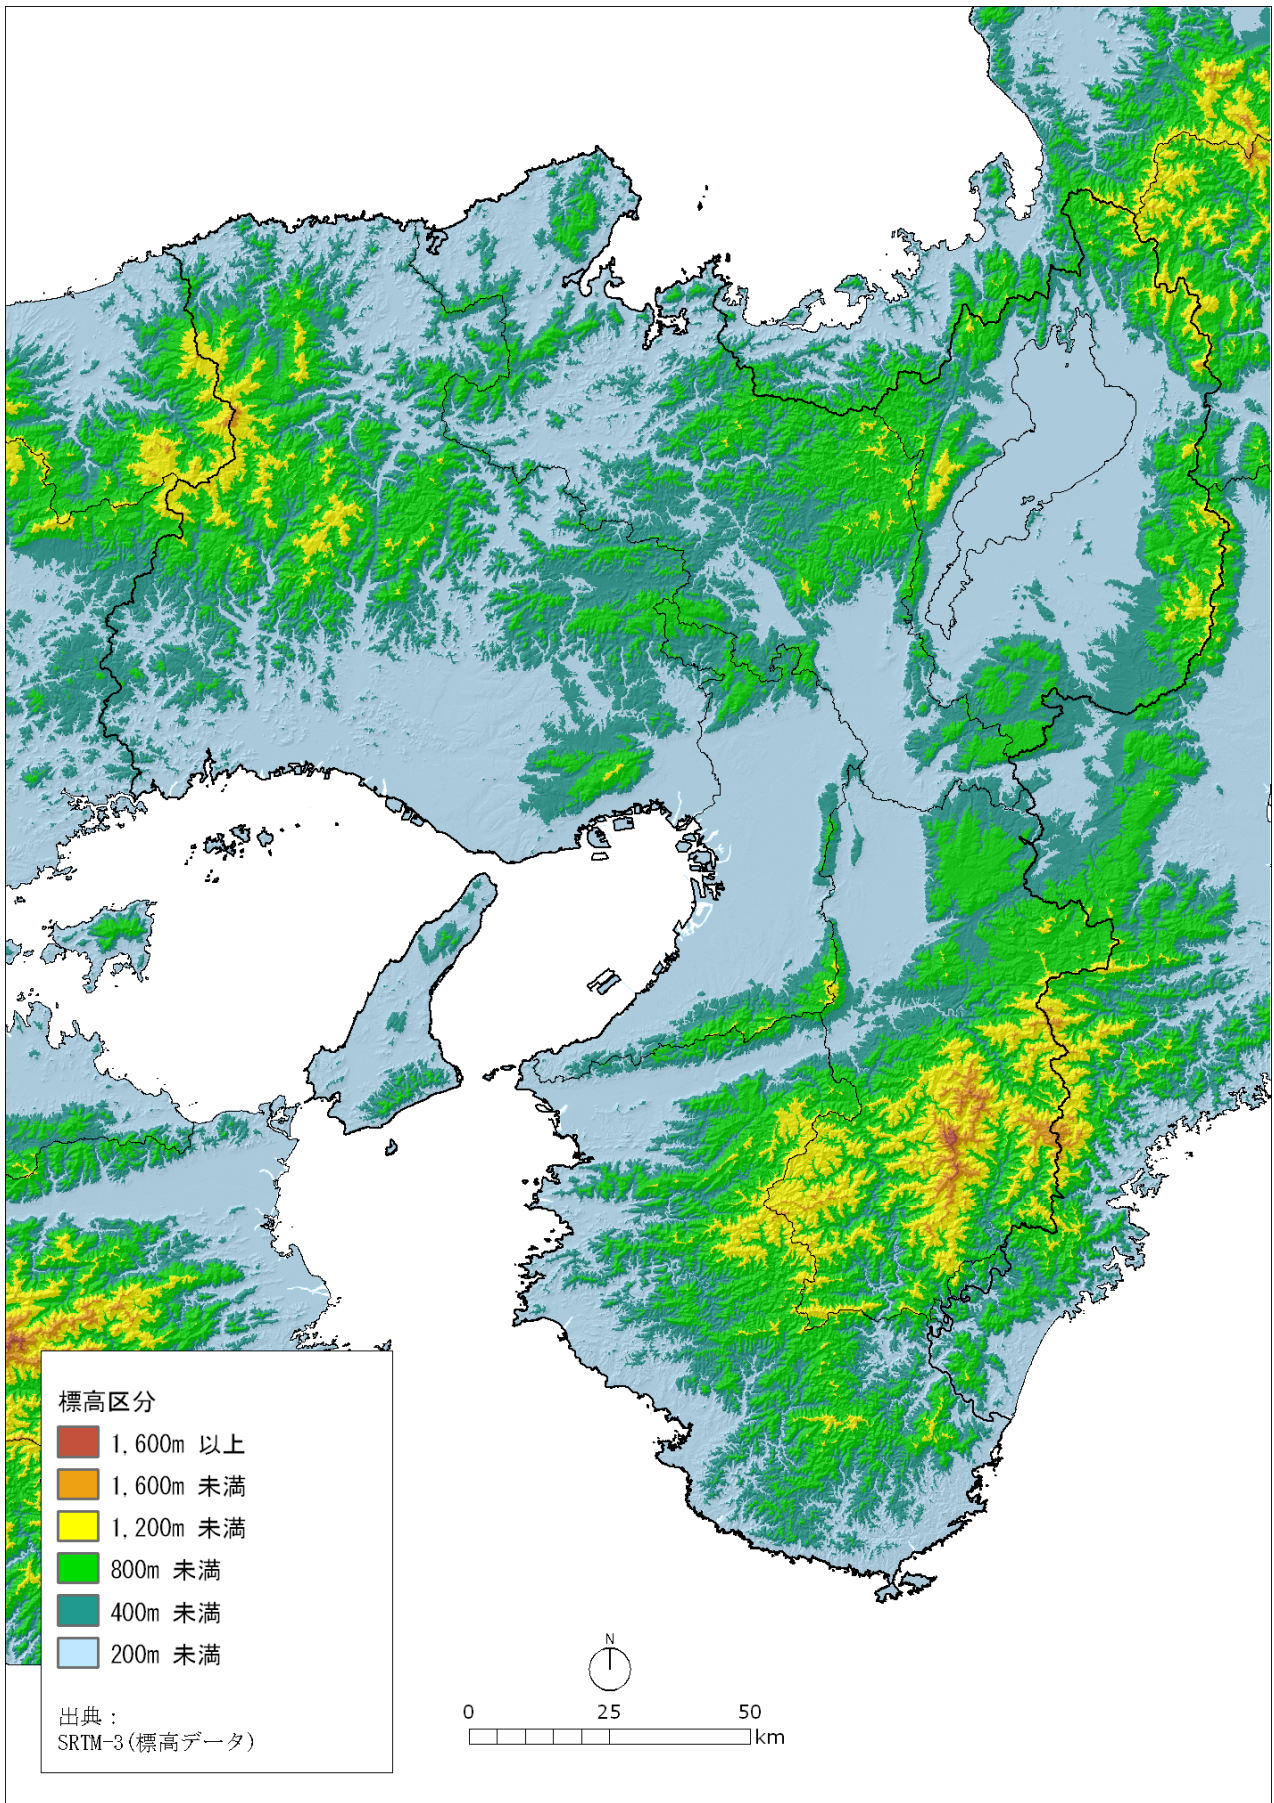 標高区分
1,600m 以上
1,600m 未満
1,200m 未満
800m 未満
400m 未満
200m 未満
出典：
SRTM-3(標高データ)
N
0 25 50
km